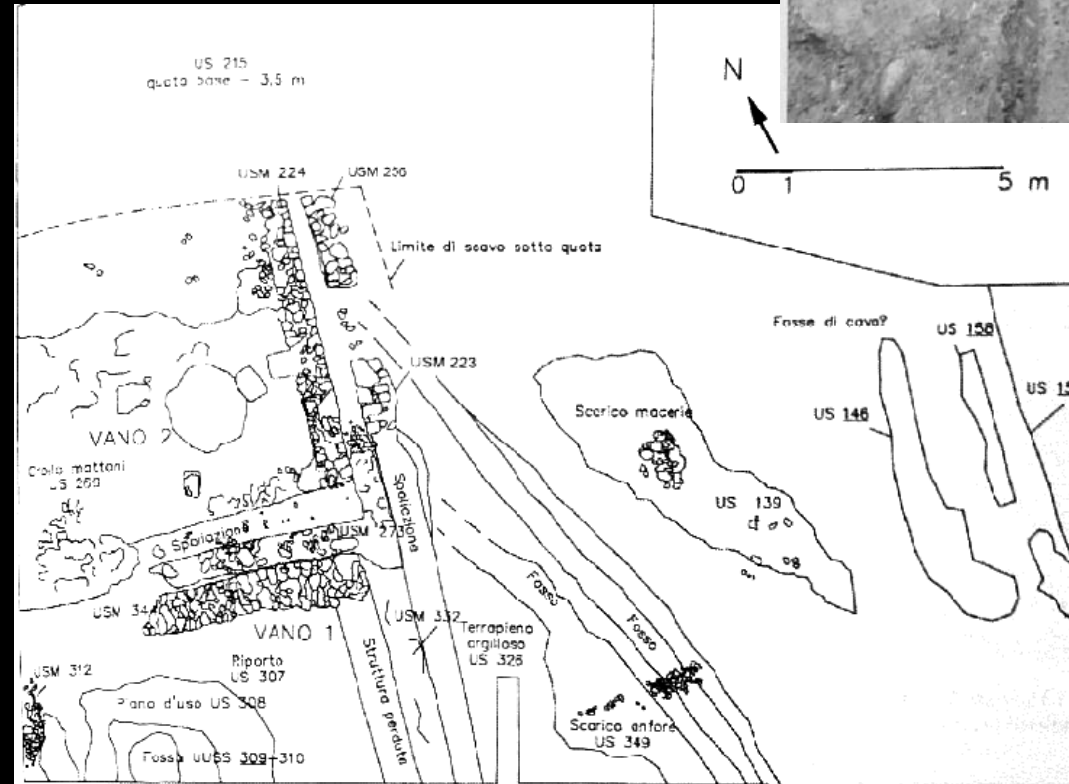 US 215
quota base – 3,5 m
N
0 1 5 m
USM 224
USM 236
Limite di scavo sotto quota
Fosse di cava?
US 158
US 146
USM 223
Scarico macerie
VANO 2
Crollo mattoni
US 269
US 139
Spoliazione
Spoliazione
USM 273
Fosso
Fosso
USM 34
VANO 1
USM 332
Terrapieno
argilloso
US 326
Struttura perduta
USM 312
Riporto
US 307
Piano d'uso US 308
Fossa UUSS 309-310
Scarico anfore
US 349